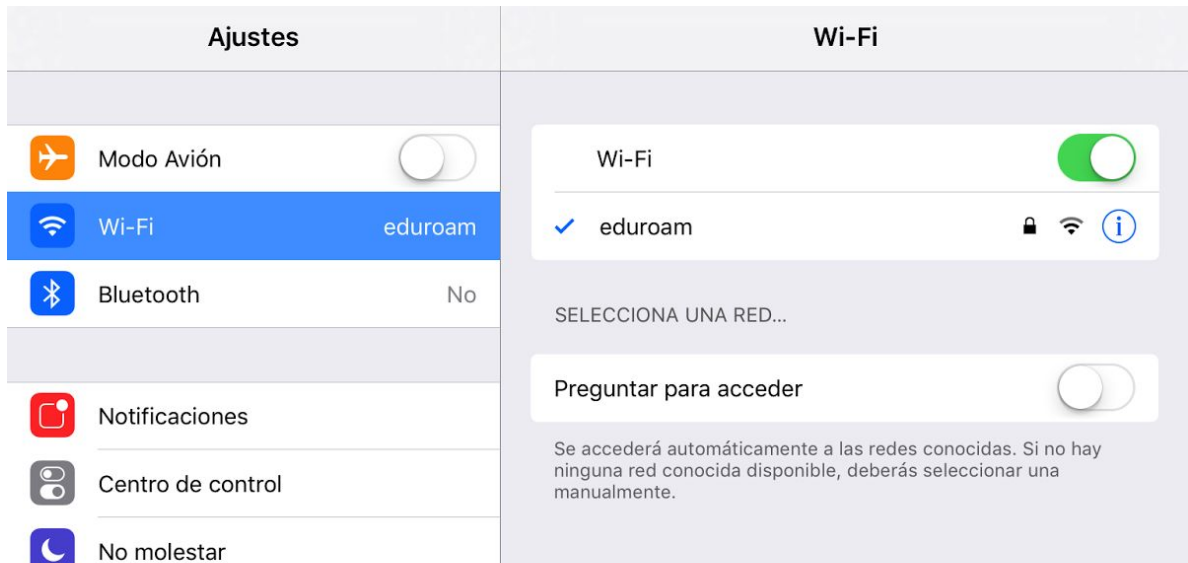 Ajustes
Modo Avión
Wi-Fi eduroam
Bluetooth No
Notificaciones
Centro de control
No molestar
Wi-Fi
Wi-Fi
eduroam
SELECCIONA UNA RED...
Preguntar para acceder
Se accederá automáticamente a las redes conocidas. Si no hay
ninguna red conocida disponible, deberás seleccionar una
manualmente.